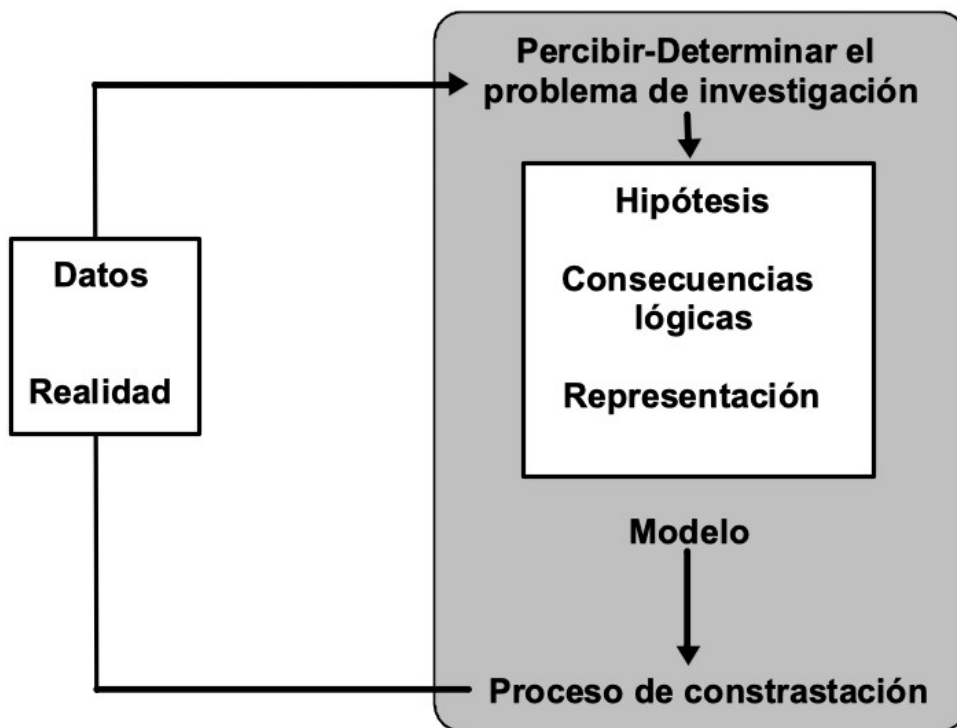 Percibir-Determinar el
problema de investigación
Hipótesis
Consecuencias
lógicas
Representación
Modelo
Proceso de constrastación
Datos
Realidad